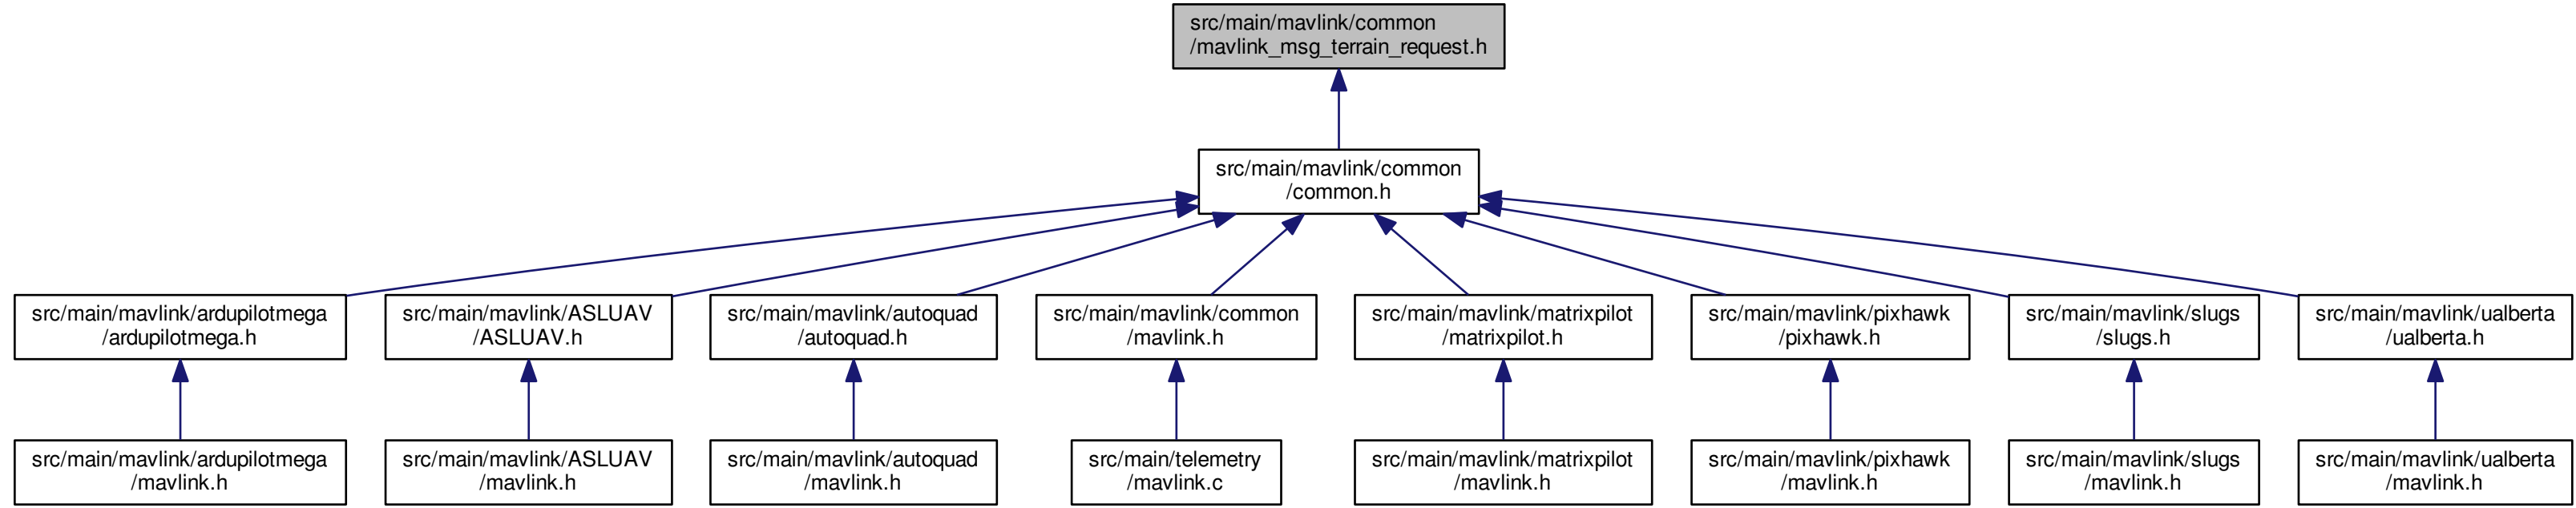 src/main/mavlink/common
/mavlink_msg_terrain_request.h
src/main/mavlink/common
/common.h
src/main/mavlink/ardupilotmega
/ardupilotmega.h
src/main/mavlink/ASLUAV
/ASLUAV.h
src/main/mavlink/autoquad
/autoquad.h
src/main/mavlink/common
/mavlink.h
src/main/mavlink/matrixpilot
/matrixpilot.h
src/main/mavlink/pixhawk
/pixhawk.h
src/main/mavlink/slugs
/slugs.h
src/main/mavlink/ualberta
/ualberta.h
src/main/mavlink/ardupilotmega
/mavlink.h
src/main/mavlink/ASLUAV
/mavlink.h
src/main/mavlink/autoquad
/mavlink.h
src/main/telemetry
/mavlink.c
src/main/mavlink/matrixpilot
/mavlink.h
src/main/mavlink/pixhawk
/mavlink.h
src/main/mavlink/slugs
/mavlink.h
src/main/mavlink/ualberta
/mavlink.h